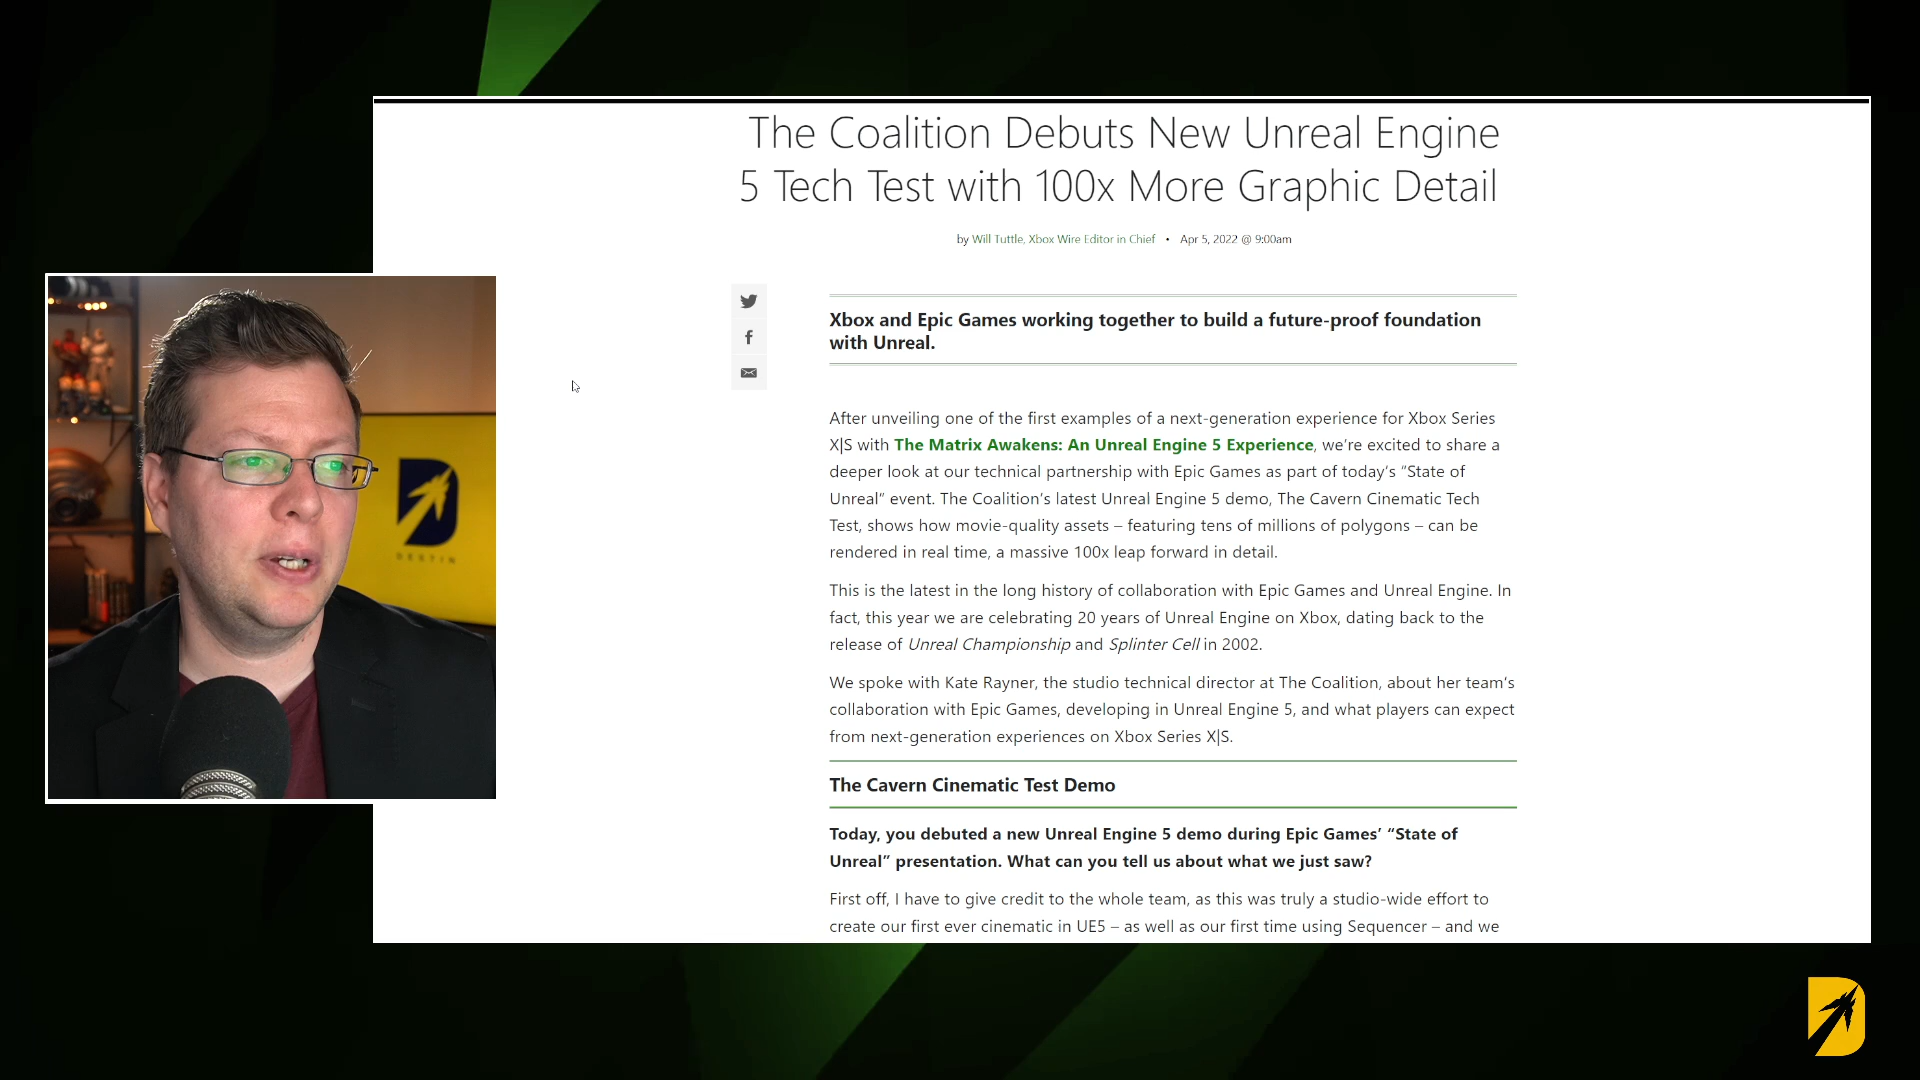 The Coalition Debuts New Unreal Engine
5 Tech Test with 100x More Graphic Detail
by Will Tuttle, Xbox Wire Editor in Chief • Apr 5, 2022 @ 9:00am
Xbox and Epic Games working together to build a future-proof foundation
with Unreal.
After unveiling one of the first examples of a next-generation experience for Xbox Series
X|S with The Matrix Awakens: An Unreal Engine 5 Experience, we’re excited to share a
deeper look at our technical partnership with Epic Games as part of today’s “State of
Unreal” event. The Coalition’s latest Unreal Engine 5 demo, The Cavern Cinematic Tech
Test, shows how movie-quality assets – featuring tens of millions of polygons – can be
rendered in real time, a massive 100x leap forward in detail.
This is the latest in the long history of collaboration with Epic Games and Unreal Engine. In
fact, this year we are celebrating 20 years of Unreal Engine on Xbox, dating back to the
release of Unreal Championship and Splinter Cell in 2002.
We spoke with Kate Rayner, the studio technical director at The Coalition, about her team’s
collaboration with Epic Games, developing in Unreal Engine 5, and what players can expect
from next-generation experiences on Xbox Series X|S.
The Cavern Cinematic Test Demo
Today, you debuted a new Unreal Engine 5 demo during Epic Games’ “State of
Unreal” presentation. What can you tell us about what we just saw?
First off, I have to give credit to the whole team, as this was truly a studio-wide effort to
create our first ever cinematic in UE5 – as well as our first time using Sequencer – and we
D
DESTIN
D